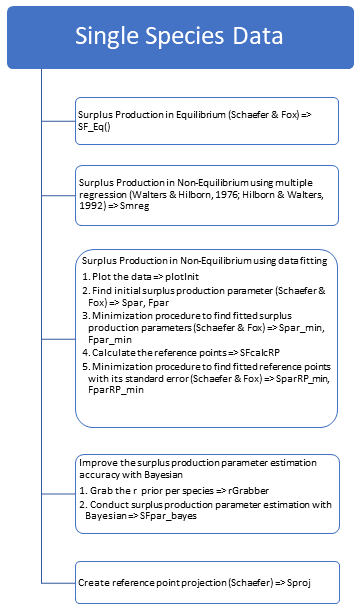 Single Species Data
Surplus Production in Equilibrium (Schaefer & Fox) =>
SF_Eq()
Surplus Production in Non-Equilibrium using multiple
regression (Walters & Hilborn, 1976; Hilborn & Walters,
1992) => Smreg
Surplus Production in Non-Equilibrium using data fitting
1. Plot the data => plotInit
2. Find initial surplus production parameter (Schaefer &
Fox) => Spar, Fpar
3. Minimization procedure to find fitted surplus
production parameters (Schaefer & Fox) => Spar_min,
Fpar_min
4. Calculate the reference points => SFcalcRP
5. Minimization procedure to find fitted reference points
with its standard error (Schaefer & Fox) => SparRP_min,
FparRP_min
Improve the surplus production parameter estimation
accuracy with Bayesian
1. Grab the r prior per species => rGrabber
2. Conduct surplus production parameter estimation with
Bayesian => SFpar_bayes
Create reference point projection (Schaefer) => Sproj